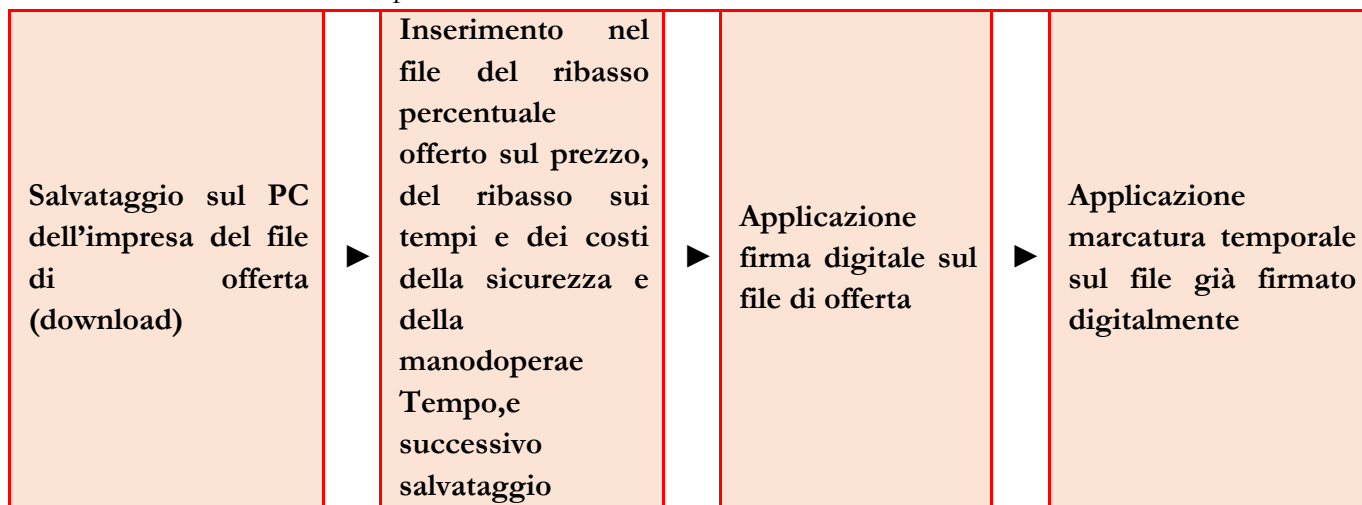 Salvataggio sul PC
dell’impresa del file
di offerta
(download)
►
Inserimento nel
file del ribasso
percentuale
offerto sul prezzo,
del ribasso sui
tempi e dei costi
della sicurezza e
della
manodoperae
Tempo,e
successivo
salvataggio
►
Applicazione
firma digitale sul
file di offerta
►
Applicazione
marcatura temporale
sul file già firmato
digitalmente